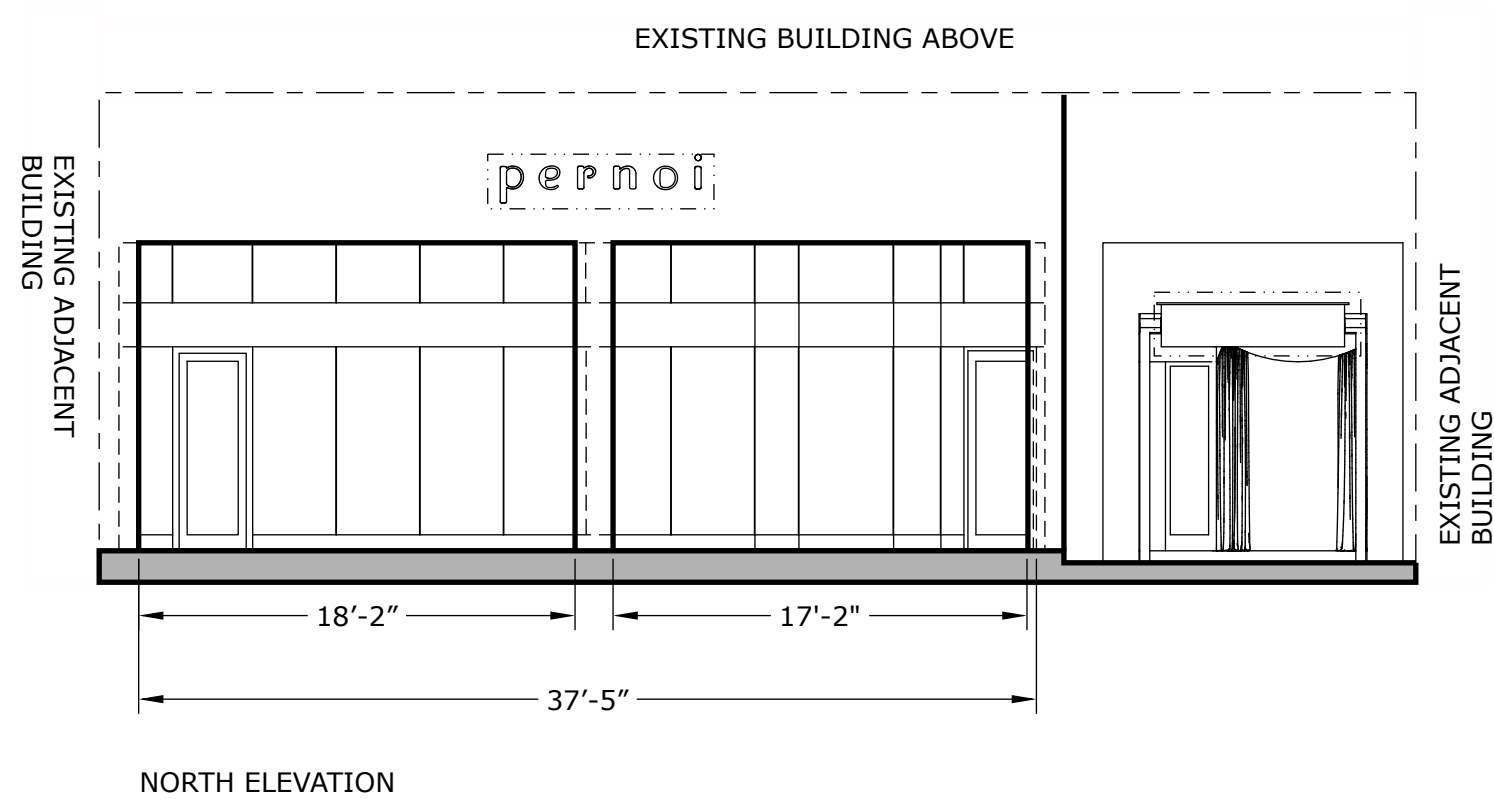 EXISTING BUILDING ABOVE
EXISTING ADJACENT
BUILDING
pernoi
EXISTING ADJACENT
BUILDING
18’-2”
17'-2"
37’-5”
NORTH ELEVATION